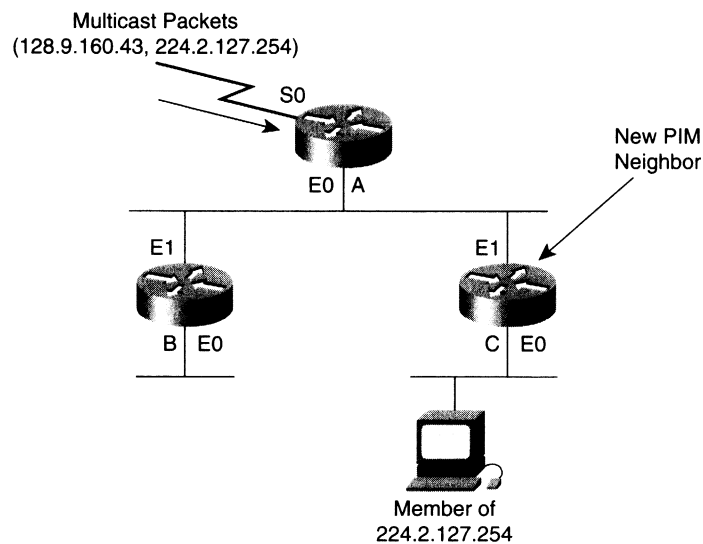 Multicast Packets
(128.9.160.43, 224.2.127.254)
S0
E0 A
New PIM
Neighbor
E1
E1
B E0
C E0
Member of
224.2.127.254